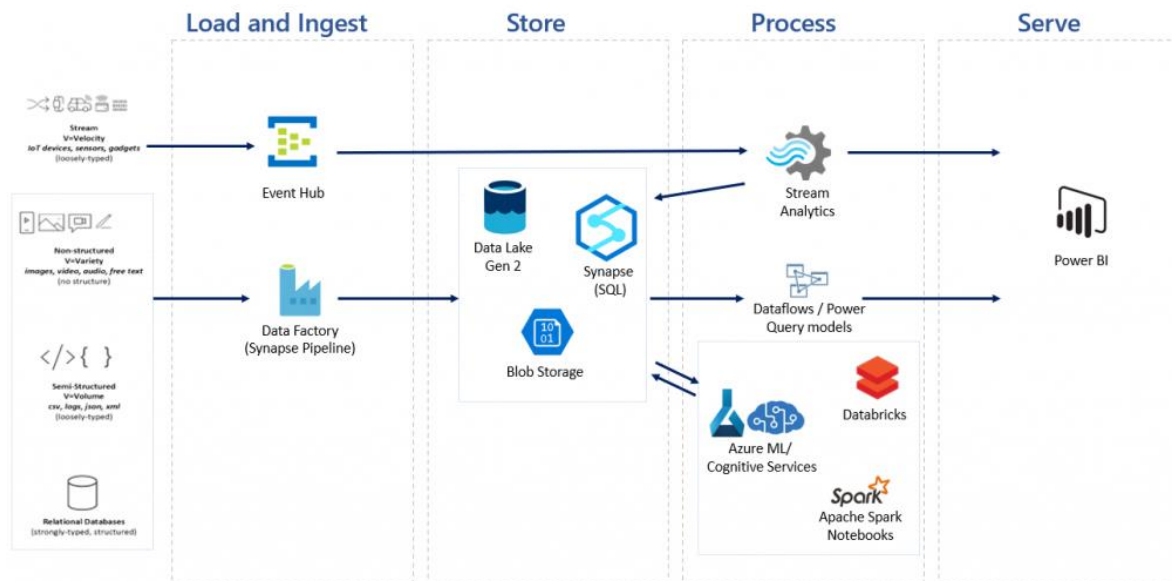 Load and Ingest
Store
Process
Serve
Stream
V=Velocity
IoT devices, sensors, gadgets
(loosely-typed)
Event Hub
Stream
Analytics
Non-structured
V=Variety
images, video, audio, free text
(no structure)
Data Factory
(Synapse Pipeline)
Data Lake
Gen 2
Synapse
(SQL)
10
01
Blob Storage
Dataflows / Power
Query models
Power BI
</> { }
Semi-Structured
V=Volume
csv, logs, json, xml
(loosely-typed)
Databricks
Azure ML/
Cognitive Services
Spark
Apache Spark
Notebooks
Relational Databases
(strongly-typed, structured)